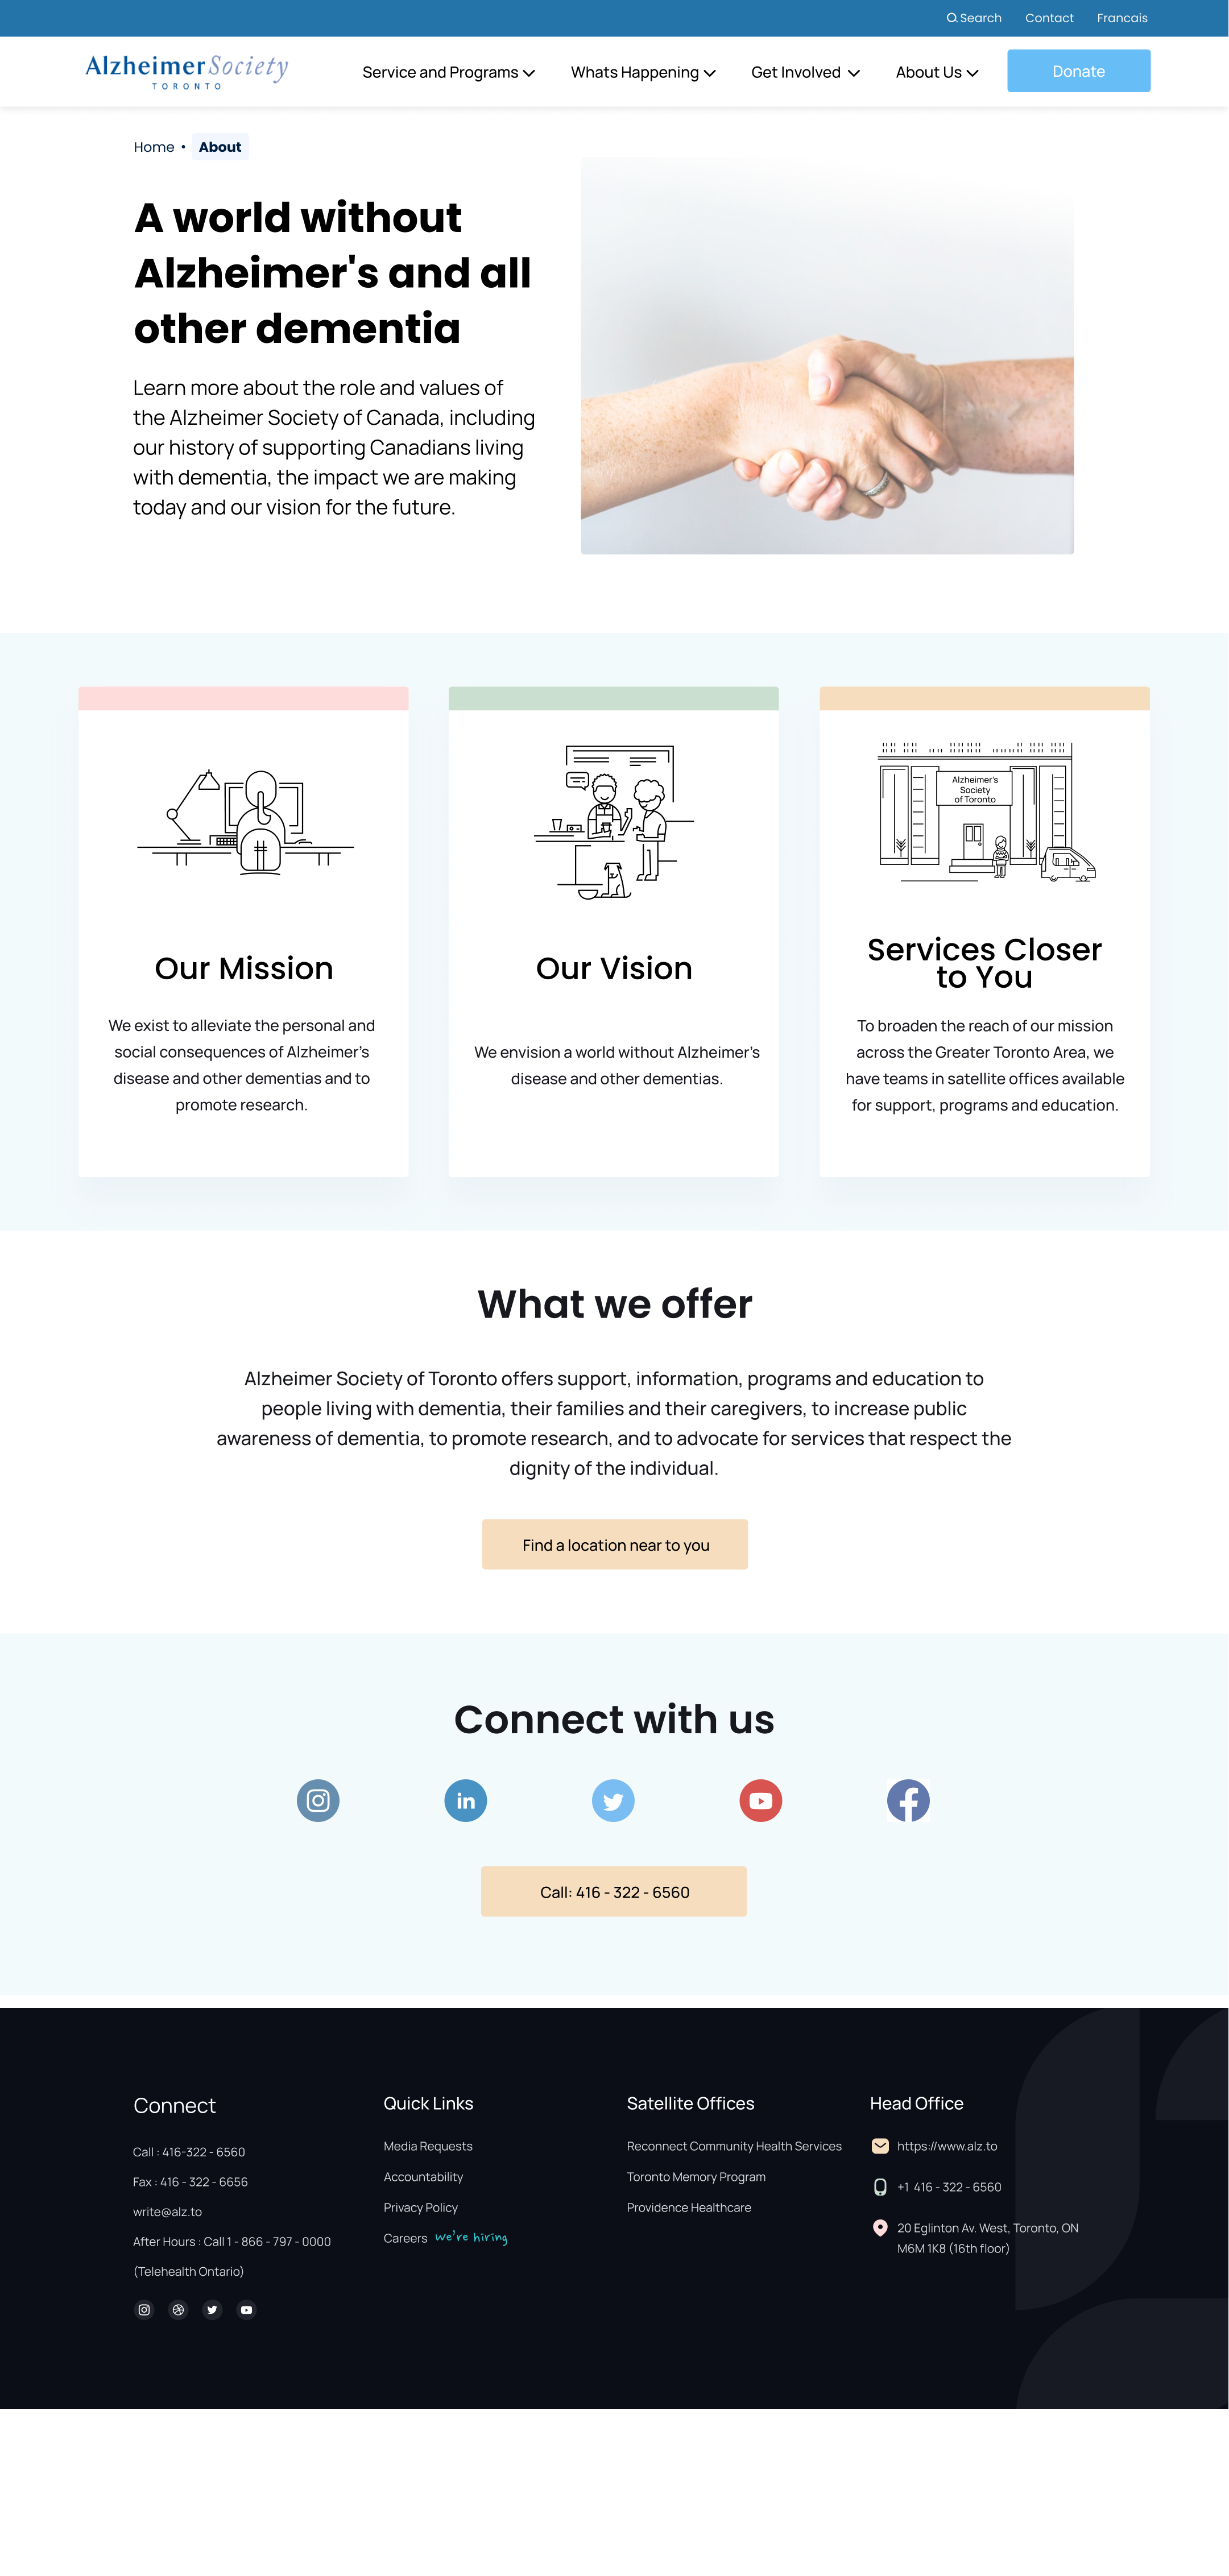 Search Contact Francais
Alzheimer Society
TORONTO
Service and Programs Whats Happening Get Involved About Us Donate
Home • About
A world without
Alzheimer's and all
other dementia
Learn more about the role and values of
the Alzheimer Society of Canada, including
our history of supporting Canadians living
with dementia, the impact we are making
today and our vision for the future.
Our Mission
We exist to alleviate the personal and
social consequences of Alzheimer's
disease and other dementias and to
promote research.
Our Vision
We envision a world without Alzheimer's
disease and other dementias.
Alzheimer's
Society
of Toronto
Services Closer
to You
To broaden the reach of our mission
across the Greater Toronto Area, we
have teams in satellite offices available
for support, programs and education.
What we offer
Alzheimer Society of Toronto offers support, information, programs and education to
people living with dementia, their families and their caregivers, to increase public
awareness of dementia, to promote research, and to advocate for services that respect the
dignity of the individual.
Find a location near to you
Connect with us
in
Call: 416 - 322 - 6560
Connect
Call : 416-322 - 6560
Fax : 416 - 322 - 6656
write@alz.to
After Hours : Call 1 - 866 - 797 - 0000
(Telehealth Ontario)
Quick Links
Media Requests
Accountability
Privacy Policy
Careers We're hiring
Satellite Offices
Reconnect Community Health Services
Toronto Memory Program
Providence Healthcare
Head Office
https://www.alz.to
+1 416 - 322 - 6560
20 Eglinton Av. West, Toronto, ON
M6M 1K8 (16th floor)